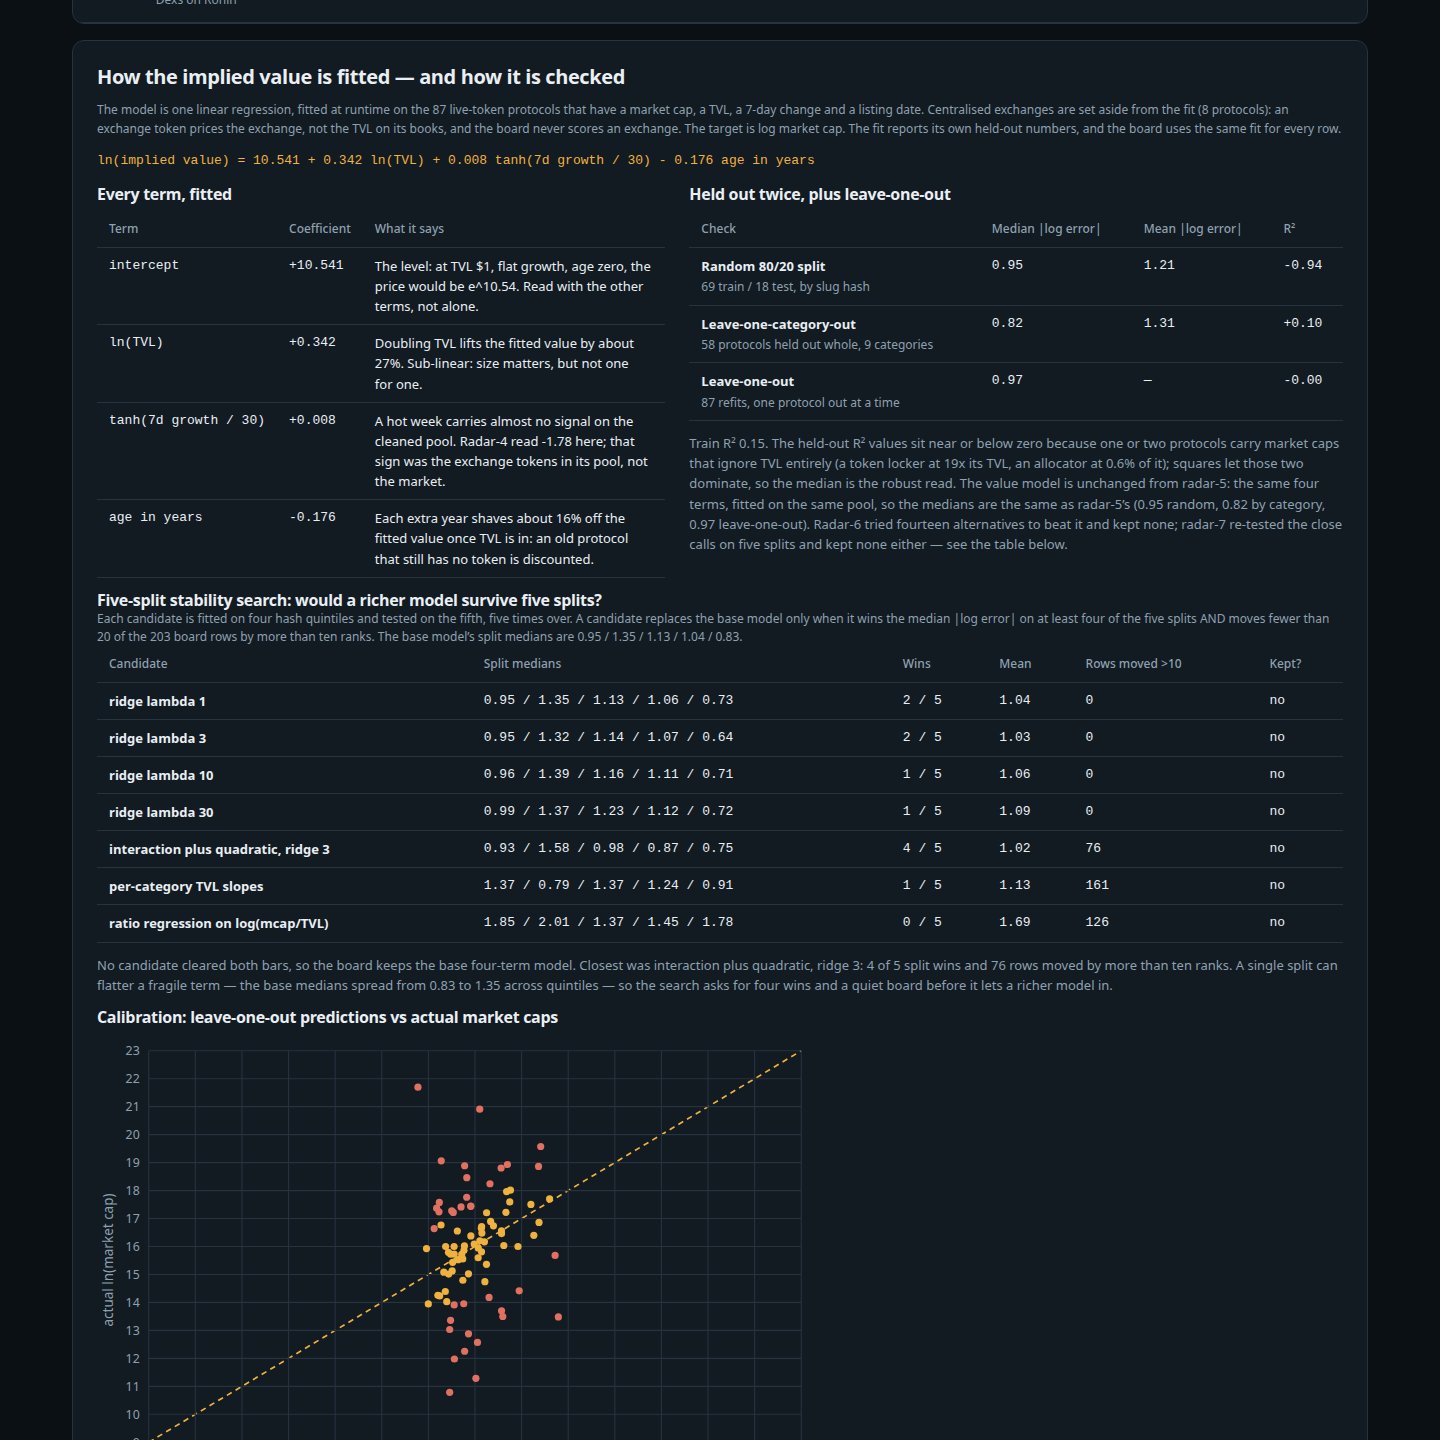 Dexs on Ronin
How the implied value is fitted — and how it is checked
The model is one linear regression, fitted at runtime on the 87 live-token protocols that have a market cap, a TVL, a 7-day change and a listing date. Centralised exchanges are set aside from the fit (8 protocols): an
exchange token prices the exchange, not the TVL on its books, and the board never scores an exchange. The target is log market cap. The fit reports its own held-out numbers, and the board uses the same fit for every row.
ln(implied value) = 10.541 + 0.342 ln(TVL) + 0.008 tanh(7d growth / 30) - 0.176 age in years
Every term, fitted
Term Coefficient What it says
intercept +10.541 The level: at TVL $1, flat growth, age zero, the
price would be e^10.54. Read with the other
terms, not alone.
ln(TVL) +0.342 Doubling TVL lifts the fitted value by about
27%. Sub-linear: size matters, but not one
for one.
tanh(7d growth / 30) +0.008 A hot week carries almost no signal on the
cleaned pool. Radar-4 read -1.78 here; that
sign was the exchange tokens in its pool, not
the market.
age in years -0.176 Each extra year shaves about 16% off the
fitted value once TVL is in: an old protocol
that still has no token is discounted.
Held out twice, plus leave-one-out
Check Median |log error| Mean |log error| R²
Random 80/20 split 0.95 1.21 -0.94
69 train / 18 test, by slug hash
Leave-one-category-out 0.82 1.31 +0.10
58 protocols held out whole, 9 categories
Leave-one-out 0.97 — -0.00
87 refits, one protocol out at a time
Train R² 0.15. The held-out R² values sit near or below zero because one or two protocols carry market caps
that ignore TVL entirely (a token locker at 19x its TVL, an allocator at 0.6% of it); squares let those two
dominate, so the median is the robust read. The value model is unchanged from radar-5: the same four
terms, fitted on the same pool, so the medians are the same as radar-5's (0.95 random, 0.82 by category,
0.97 leave-one-out). Radar-6 tried fourteen alternatives to beat it and kept none; radar-7 re-tested the close
calls on five splits and kept none either — see the table below.
Five-split stability search: would a richer model survive five splits?
Each candidate is fitted on four hash quintiles and tested on the fifth, five times over. A candidate replaces the base model only when it wins the median |log error| on at least four of the five splits AND moves fewer than
20 of the 203 board rows by more than ten ranks. The base model's split medians are 0.95 / 1.35 / 1.13 / 1.04 / 0.83.
Candidate Split medians Wins Mean Rows moved >10 Kept?
ridge lambda 1 0.95 / 1.35 / 1.13 / 1.06 / 0.73 2 / 5 1.04 0 no
ridge lambda 3 0.95 / 1.32 / 1.14 / 1.07 / 0.64 2 / 5 1.03 0 no
ridge lambda 10 0.96 / 1.39 / 1.16 / 1.11 / 0.71 1 / 5 1.06 0 no
ridge lambda 30 0.99 / 1.37 / 1.23 / 1.12 / 0.72 1 / 5 1.09 0 no
interaction plus quadratic, ridge 3 0.93 / 1.58 / 0.98 / 0.87 / 0.75 4 / 5 1.02 76 no
per-category TVL slopes 1.37 / 0.79 / 1.37 / 1.24 / 0.91 1 / 5 1.13 161 no
ratio regression on log(mcap/TVL) 1.85 / 2.01 / 1.37 / 1.45 / 1.78 0 / 5 1.69 126 no
No candidate cleared both bars, so the board keeps the base four-term model. Closest was interaction plus quadratic, ridge 3: 4 of 5 split wins and 76 rows moved by more than ten ranks. A single split can
flatter a fragile term — the base medians spread from 0.83 to 1.35 across quintiles — so the search asks for four wins and a quiet board before it lets a richer model in.
Calibration: leave-one-out predictions vs actual market caps
actual ln(market cap)
23
22
21
20
19
18
17
16
15
14
13
12
11
10